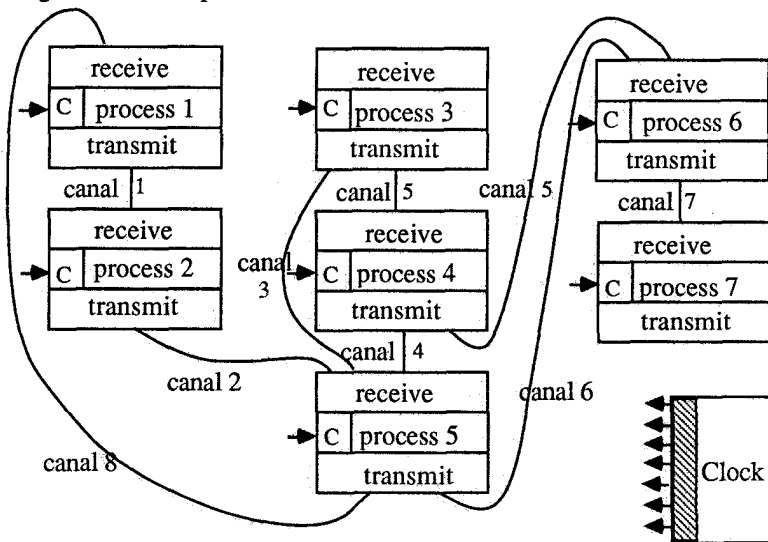 receive
C process 1
transmit
canal 1
receive
C process 2
transmit
canal 2
canal 8
receive
C process 3
transmit
canal 5
canal 3
receive
C process 4
transmit
canal 4
receive
C process 5
transmit
canal 5
canal 6
receive
C process 6
transmit
canal 7
receive
C process 7
transmit
Clock